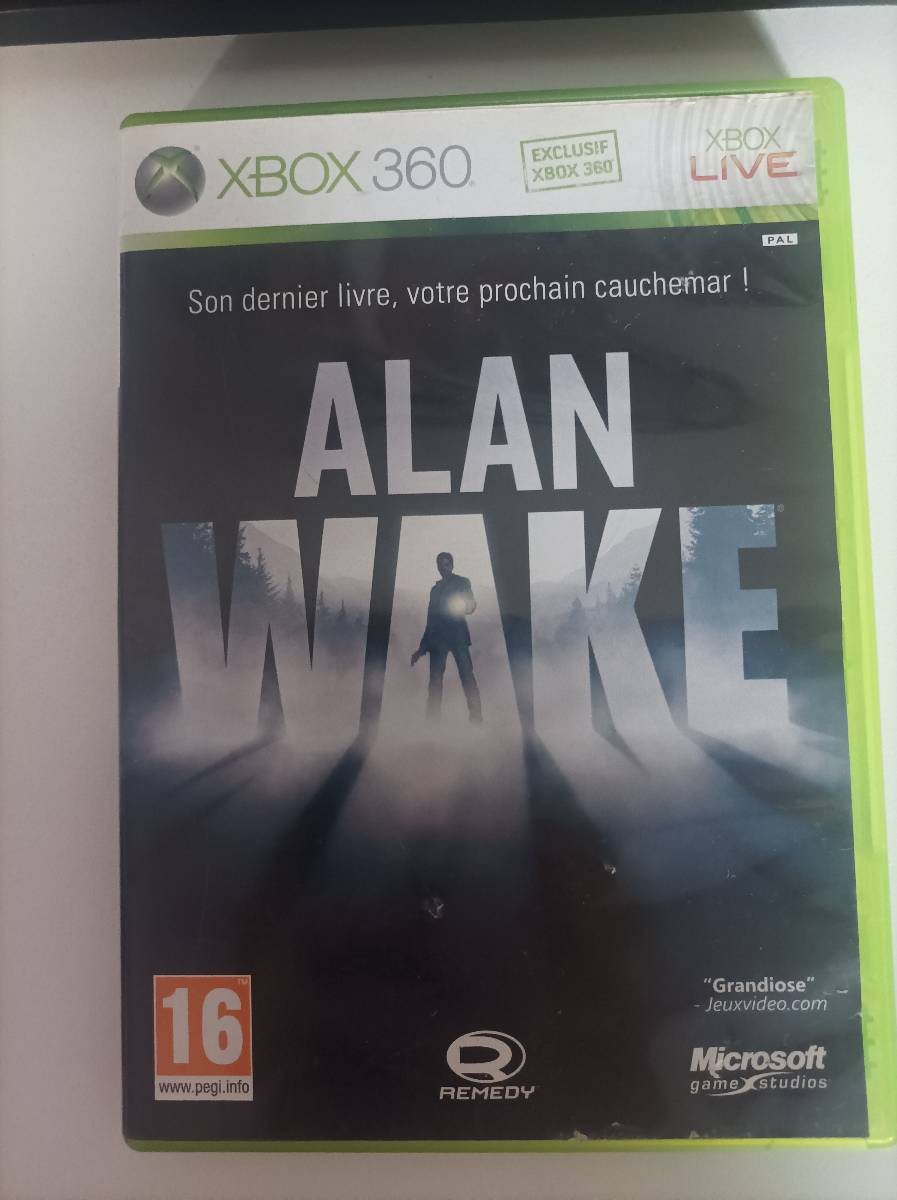 XBOX 360
EXCLUSIF
XBOX 360
XBOX
LIVE
PAL
Son dernier livre, votre prochain cauchemar !
ALAN
WAKE
16
www.pegi.info
REMEDY
"Grandiose"
- Jeuxvideo.com
Microsoft
game studios